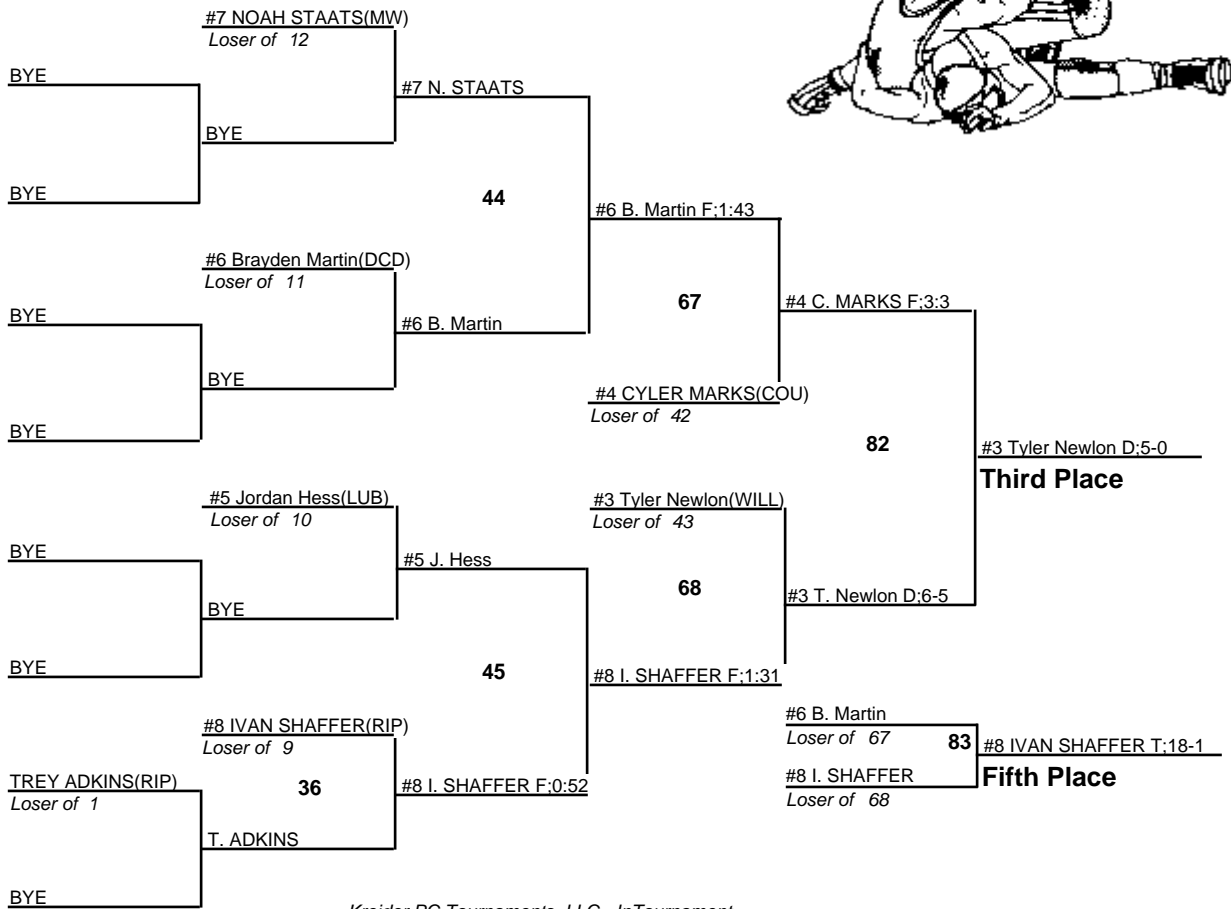 #7 NOAH STAATS(MW)
Loser of 12
BYE
#7 N. STAATS
BYE
BYE
44
#6 B. Martin F;1:43
#6 Brayden Martin(DCD)
Loser of 11
67
#4 C. MARKS F;3:3
BYE
#6 B. Martin
BYE
#4 CYLER MARKS(COU)
Loser of 42
BYE
82
#3 Tyler Newlon D;5-0
Third Place
#5 Jordan Hess(LUB)
Loser of 10
#3 Tyler Newlon(WILL)
Loser of 43
BYE
#5 J. Hess
68
#3 T. Newlon D;6-5
BYE
BYE
45
#8 I. SHAFFER F;1:31
#8 IVAN SHAFFER(RIP)
Loser of 9
#6 B. Martin
Loser of 67
83
#8 IVAN SHAFFER T;18-1
Fifth Place
TREY ADKINS(RIP)
Loser of 1
36
#8 I. SHAFFER F;0:52
#8 I. SHAFFER
Loser of 68
T. ADKINS
BYE